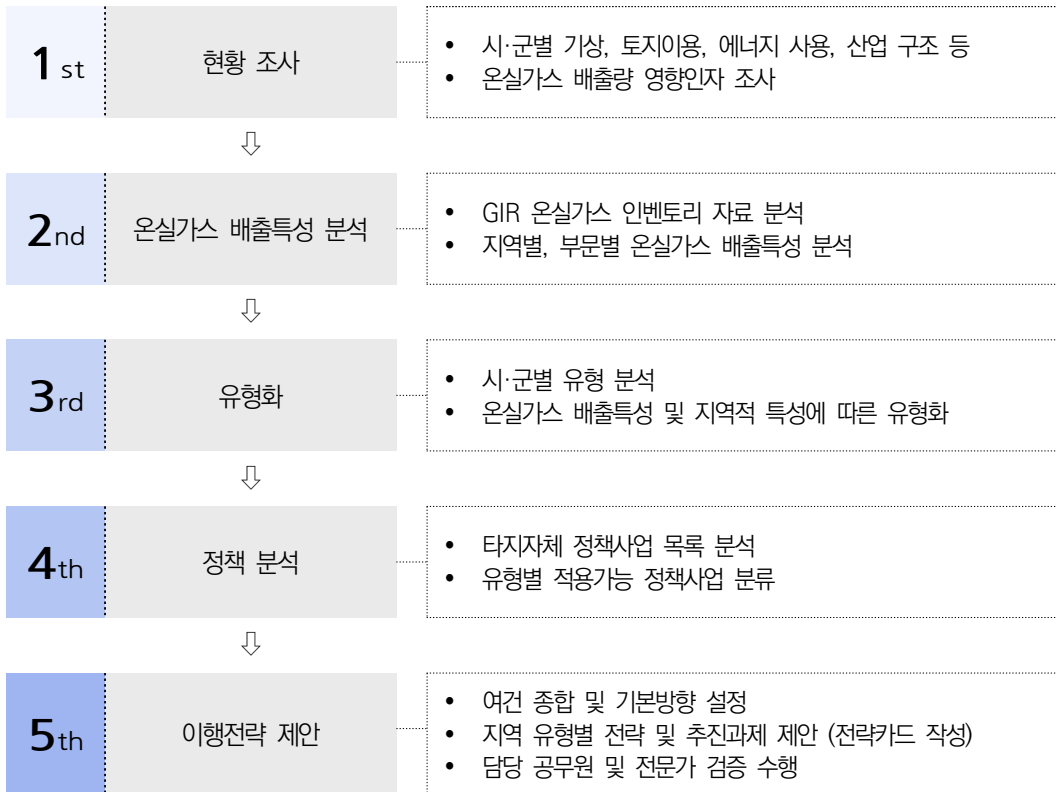 1 st
현황 조사
• 시·군별 기상, 토지이용, 에너지 사용, 산업 구조 등
• 온실가스 배출량 영향인자 조사
⇩
2nd
온실가스 배출특성 분석
• GIR 온실가스 인벤토리 자료 분석
• 지역별, 부문별 온실가스 배출특성 분석
⇩
3rd
유형화
• 시·군별 유형 분석
• 온실가스 배출특성 및 지역적 특성에 따른 유형화
⇩
4th
정책 분석
• 타지자체 정책사업 목록 분석
• 유형별 적용가능 정책사업 분류
⇩
5th
이행전략 제안
• 여건 종합 및 기본방향 설정
• 지역 유형별 전략 및 추진과제 제안 (전략카드 작성)
• 담당 공무원 및 전문가 검증 수행